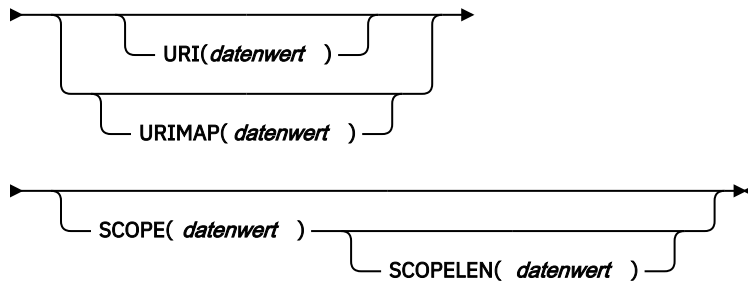 URI(datenwert )
URIMAP( datenwert )
SCOPE( datenwert )
SCOPELEN( datenwert )